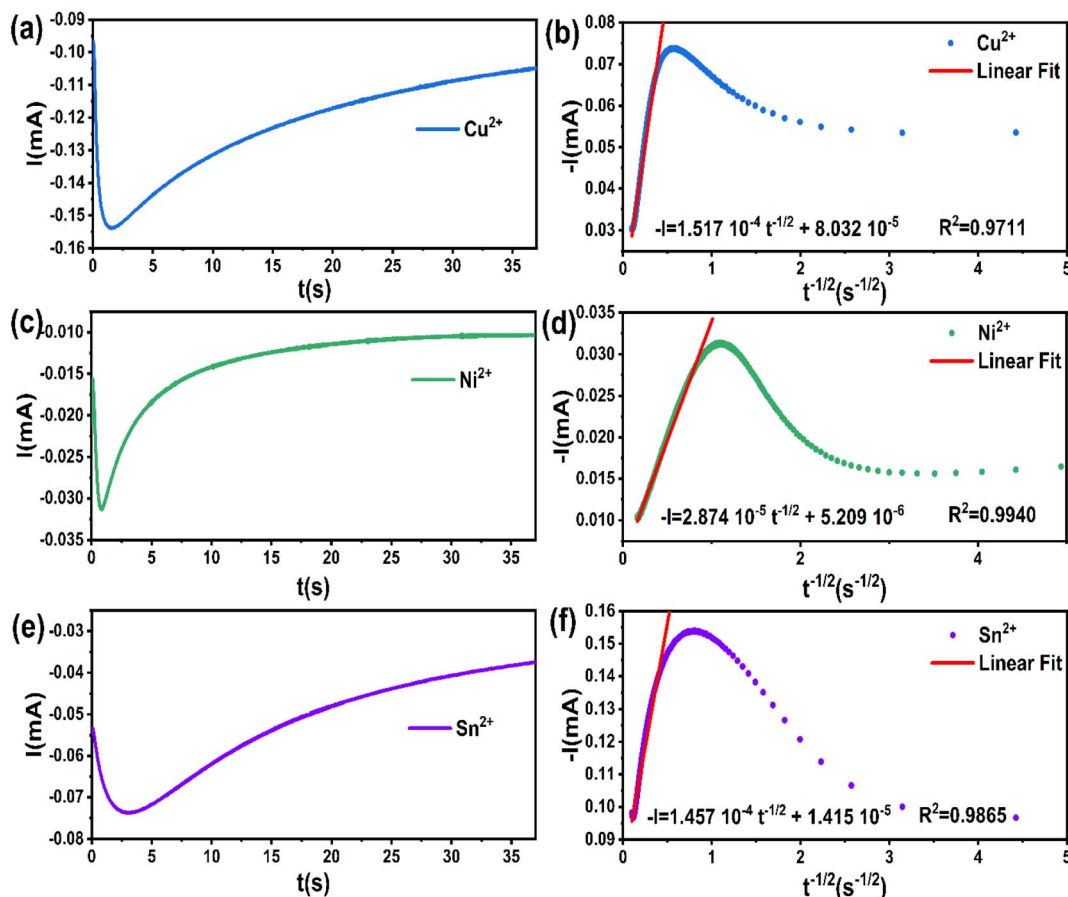 (a)
-0.09
-0.10
-0.11
-0.12
-0.13
-0.14
-0.15
-0.16
I(mA)
Cu²⁺
0 5 10 15 20 25 30 35
t(s)
(b)
0.08
0.07
0.06
0.05
0.04
0.03
-I(mA)
Cu²⁺
Linear Fit
-I=1.517 10⁻⁴ t⁻¹/² + 8.032 10⁻⁵ R²=0.9711
0 1 2 3 4 5
t⁻¹/²(s⁻¹/²)
(c)
-0.010
-0.015
-0.020
-0.025
-0.030
-0.035
I(mA)
Ni²⁺
0 5 10 15 20 25 30 35
t(s)
(d)
0.035
0.030
0.025
0.020
0.015
0.010
-I(mA)
Ni²⁺
Linear Fit
-I=2.874 10⁻⁵ t⁻¹/² + 5.209 10⁻⁶ R²=0.9940
0 1 2 3 4 5
t⁻¹/²(s⁻¹/²)
(e)
-0.03
-0.04
-0.05
-0.06
-0.07
-0.08
I(mA)
Sn²⁺
0 5 10 15 20 25 30 35
t(s)
(f)
0.16
0.15
0.14
0.13
0.12
0.11
0.10
0.09
-I(mA)
Sn²⁺
Linear Fit
-I=1.457 10⁻⁴ t⁻¹/² + 1.415 10⁻⁵ R²=0.9865
0 1 2 3 4 5
t⁻¹/²(s⁻¹/²)